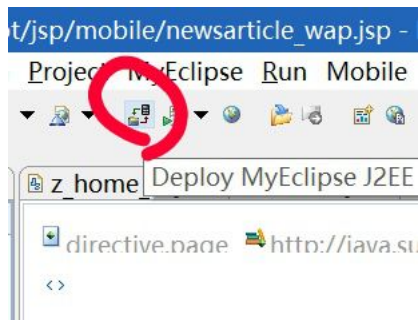 t/jsp/mobile/newsarticle_wap.jsp -
Project MyEclipse Run Mobile
z_home
Deploy MyEclipse J2EE
directive.page
http://java.su